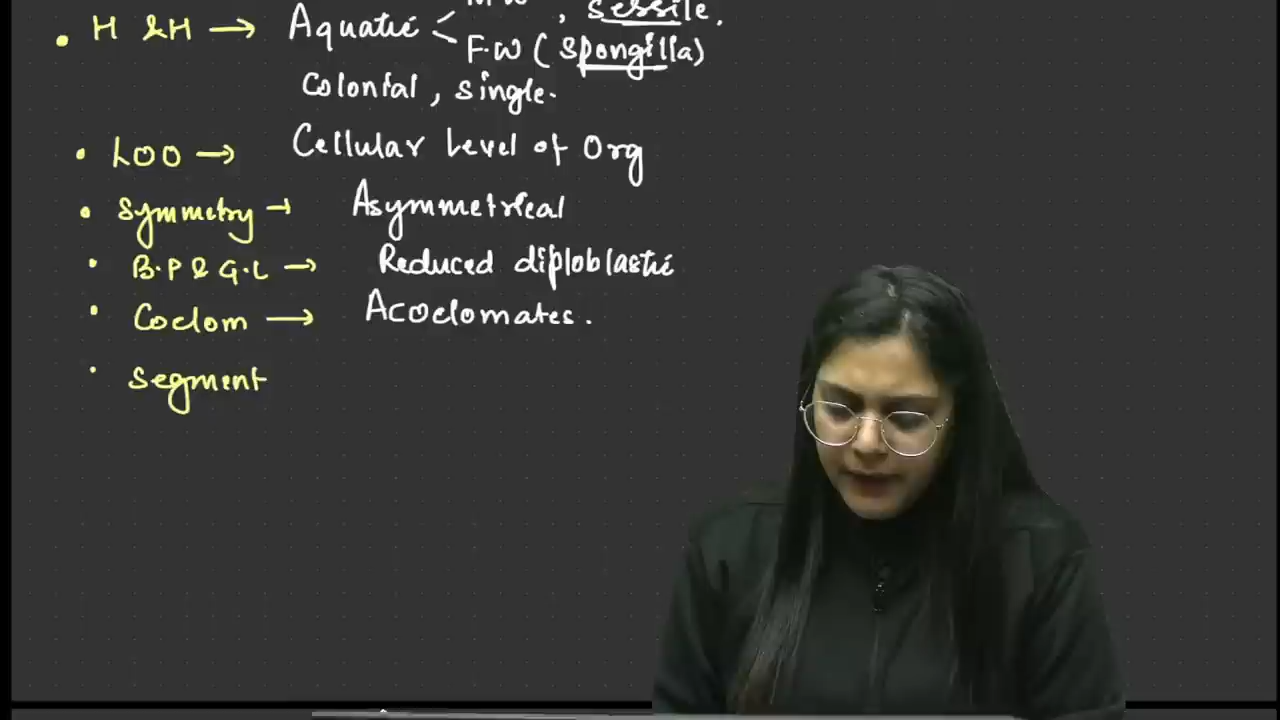 • H & H → Aquatic < , sessile.
F.W (Spongilla)
Colonial, single.
• LOO → Cellular Level of Org
• Symmetry → Asymmetrical
• B.P & G.L → Reduced diploblastic
• Coelom → Acoelomates.
• Segment